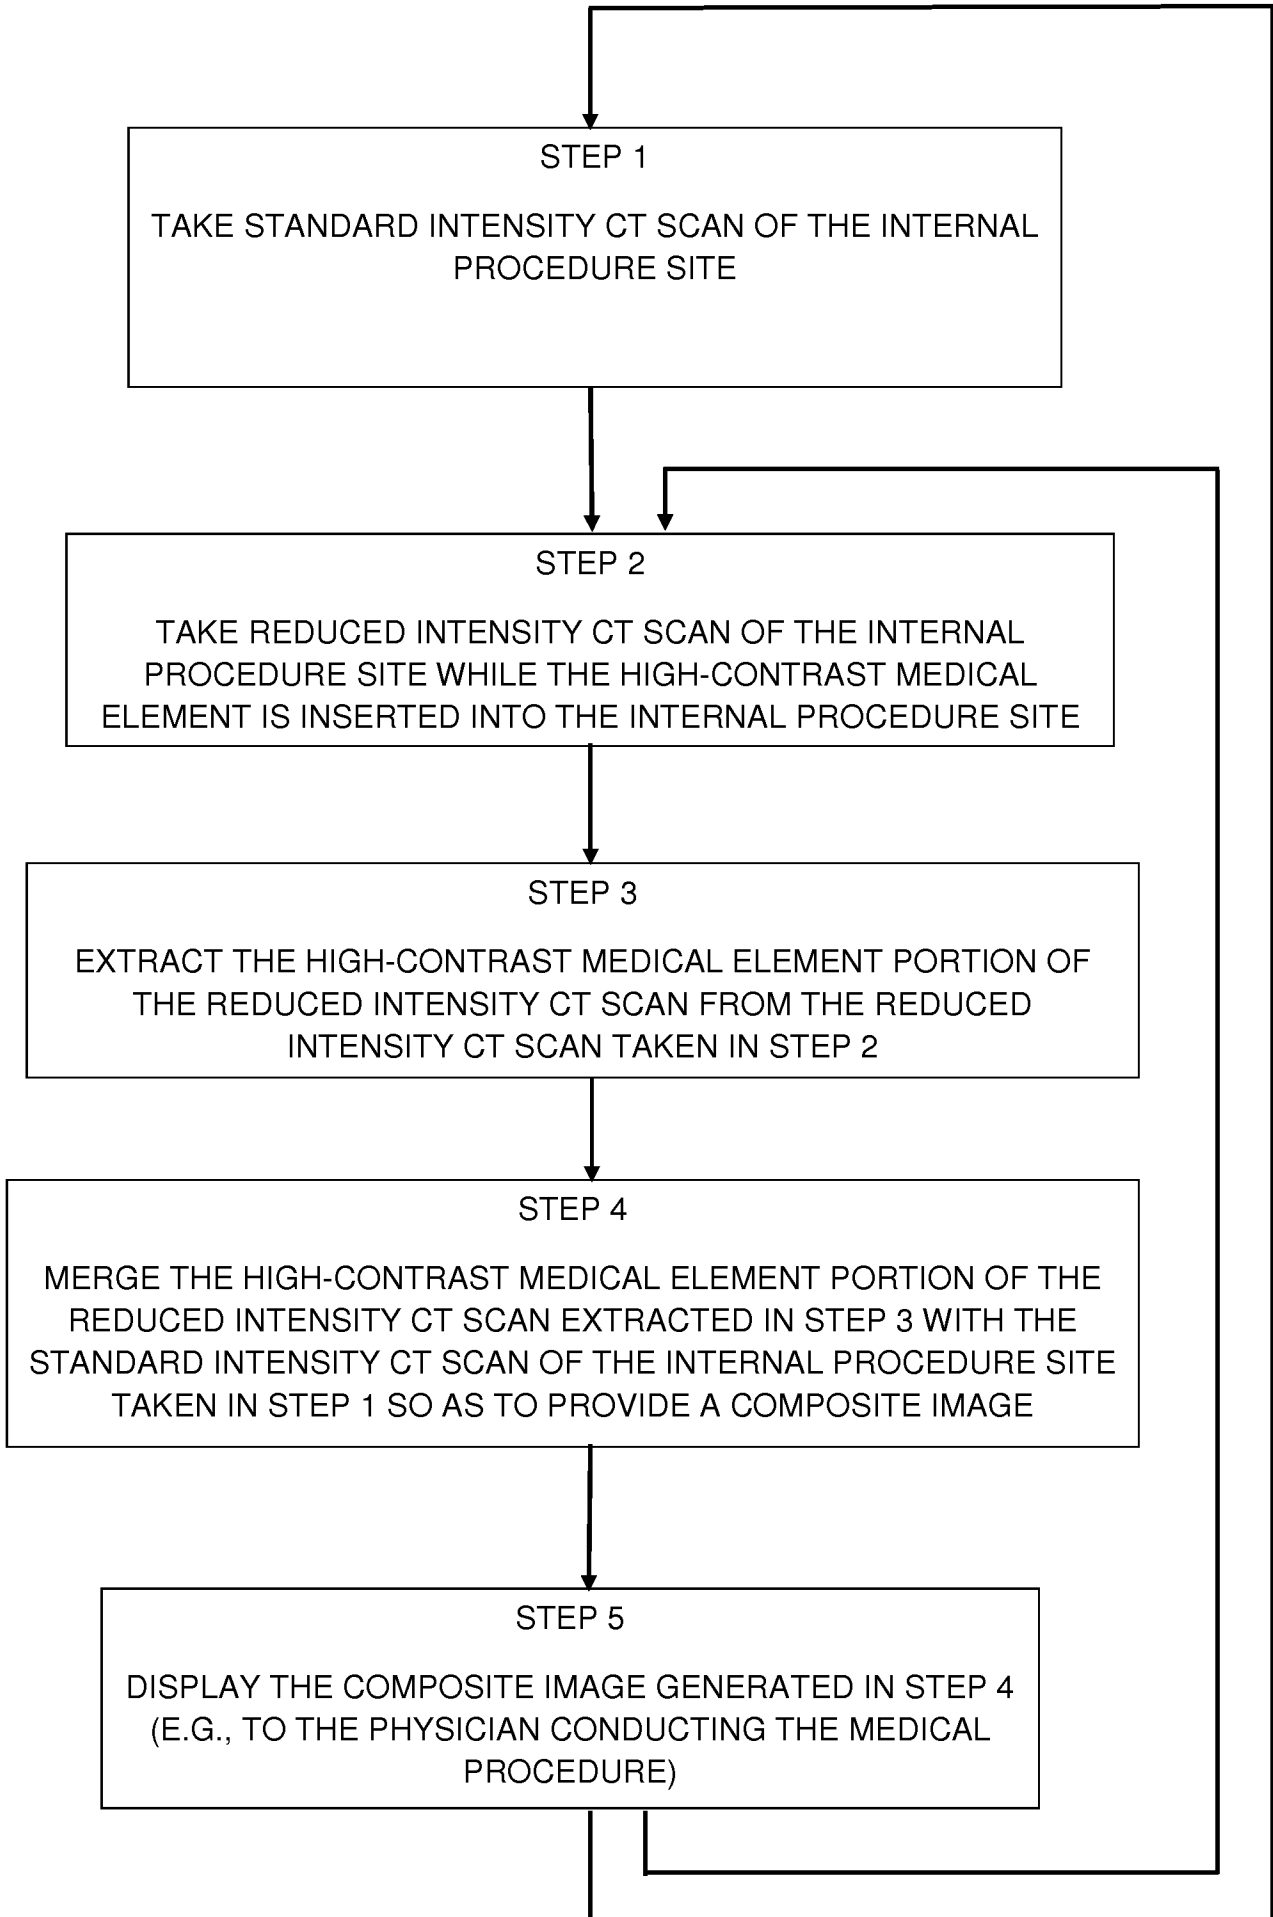 STEP 1
TAKE STANDARD INTENSITY CT SCAN OF THE INTERNAL
PROCEDURE SITE
STEP 2
TAKE REDUCED INTENSITY CT SCAN OF THE INTERNAL
PROCEDURE SITE WHILE THE HIGH-CONTRAST MEDICAL
ELEMENT IS INSERTED INTO THE INTERNAL PROCEDURE SITE
STEP 3
EXTRACT THE HIGH-CONTRAST MEDICAL ELEMENT PORTION OF
THE REDUCED INTENSITY CT SCAN FROM THE REDUCED
INTENSITY CT SCAN TAKEN IN STEP 2
STEP 4
MERGE THE HIGH-CONTRAST MEDICAL ELEMENT PORTION OF THE
REDUCED INTENSITY CT SCAN EXTRACTED IN STEP 3 WITH THE
STANDARD INTENSITY CT SCAN OF THE INTERNAL PROCEDURE SITE
TAKEN IN STEP 1 SO AS TO PROVIDE A COMPOSITE IMAGE
STEP 5
DISPLAY THE COMPOSITE IMAGE GENERATED IN STEP 4
(E.G., TO THE PHYSICIAN CONDUCTING THE MEDICAL
PROCEDURE)